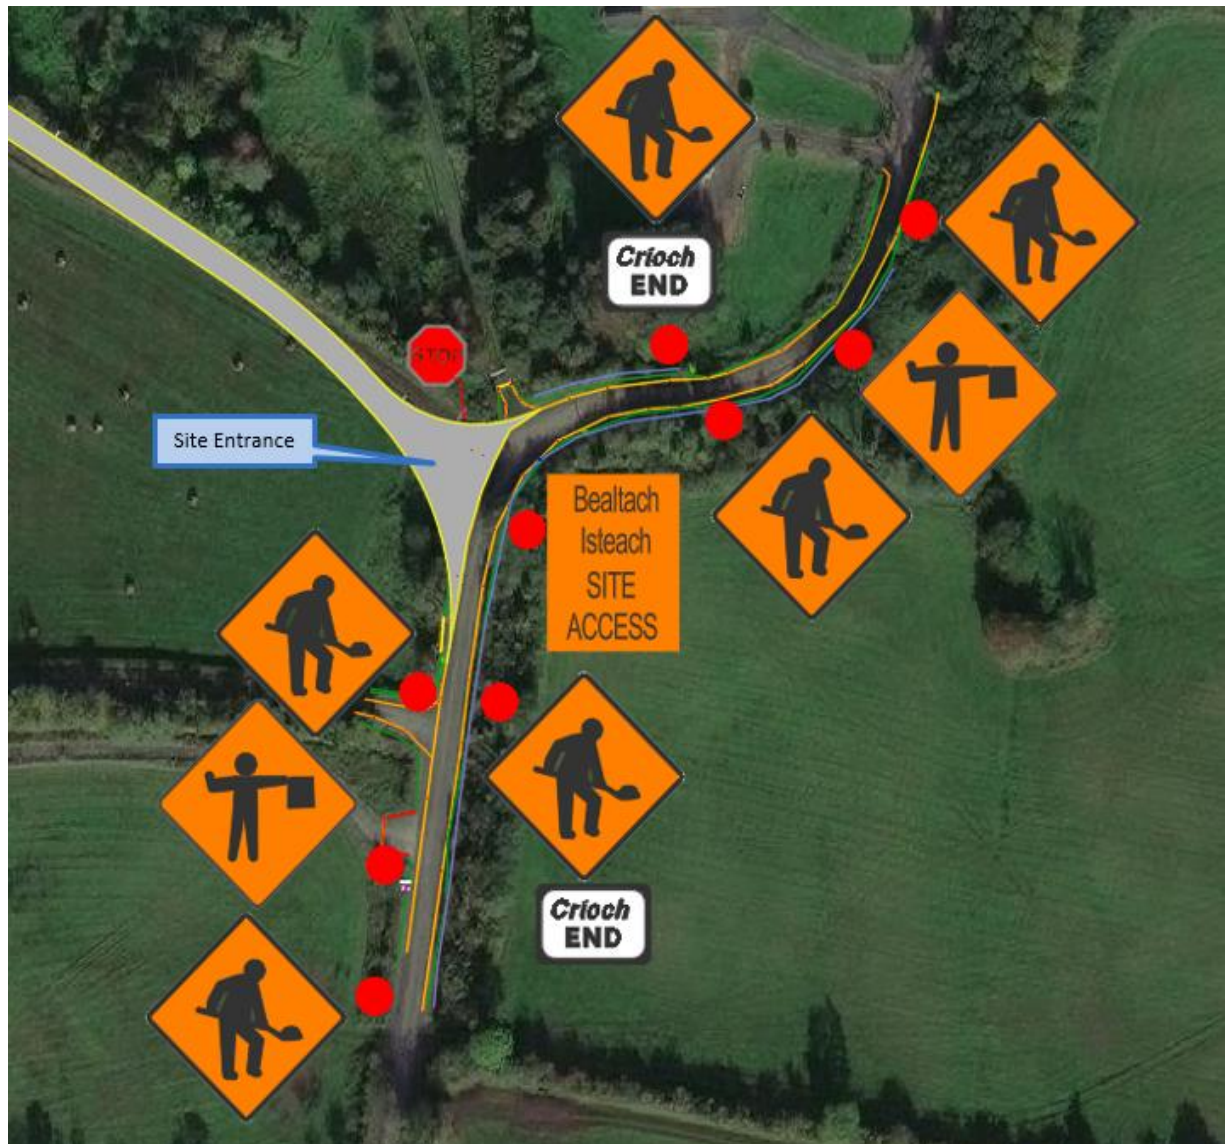 Críoch
END
STOP
Site Entrance
Bealtach
Isteach
SITE
ACCESS
Críoch
END